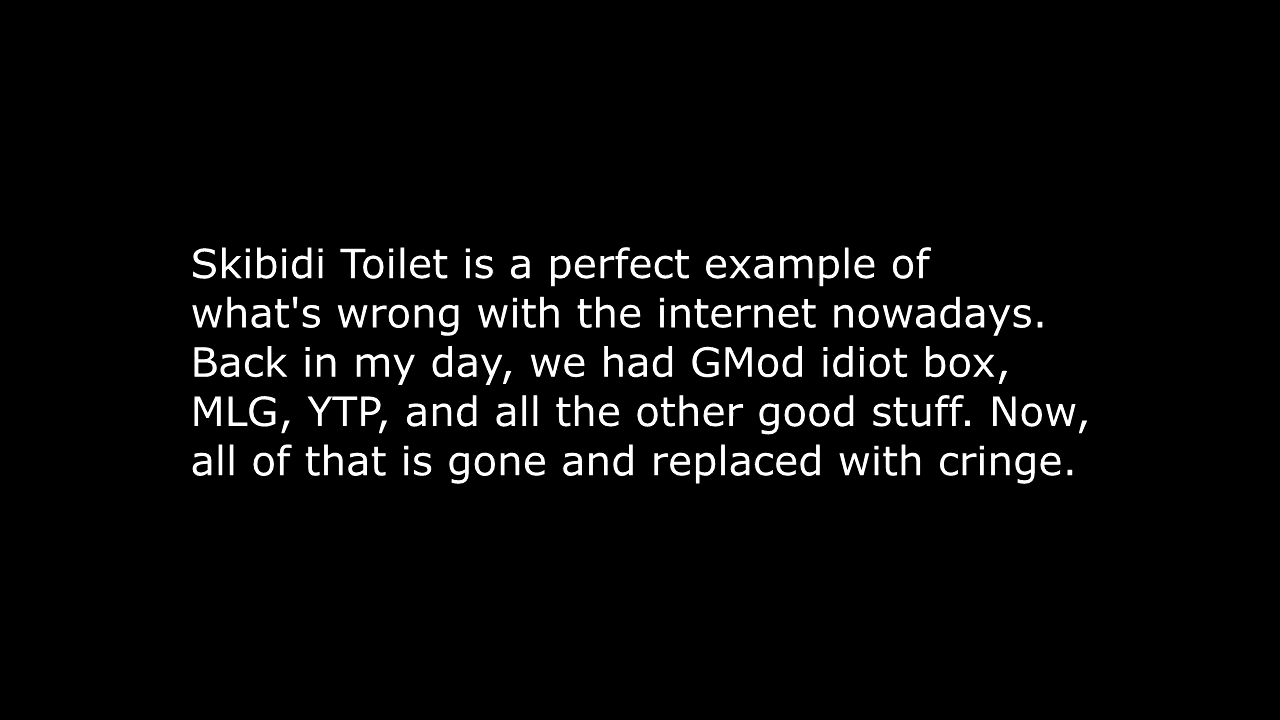 Skibidi Toilet is a perfect example of
what's wrong with the internet nowadays.
Back in my day, we had GMod idiot box,
MLG, YTP, and all the other good stuff. Now,
all of that is gone and replaced with cringe.